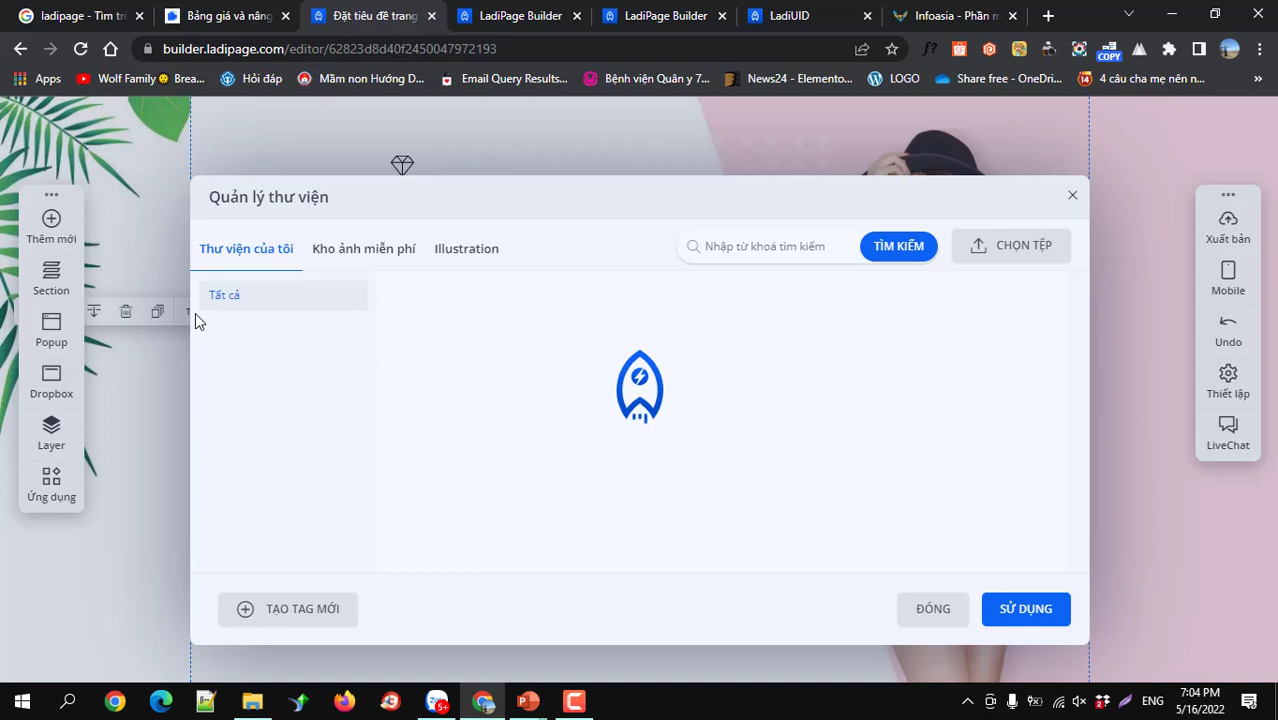 ladipage - Tìm tr
Bảng giá và nân
Đặt tiêu đề trang
LadiPage Builder
LadiPage Builder
LadiUID
Infoasia - Phần m
builder.ladipage.com/editor/62823d8d40f2450047972193
f?
COPY
Apps
Wolf Family
Brea...
Hỏi đáp
Mầm non Hướng D...
Email Query Results...
Bệnh viện Quân y 7...
News24 - Elemento...
LOGO
Share free - OneDri...
14
4 câu cha mẹ nên n...
»
Quản lý thư viện
Thư viện của tôi
Kho ảnh miễn phí
Illustration
Nhập từ khoá tìm kiếm
TÌM KIẾM
CHỌN TỆP
Tất cả
Thêm mới
Section
Popup
Dropbox
Layer
Ứng dụng
Xuất bản
Mobile
Undo
Thiết lập
LiveChat
TẠO TAG MỚI
ĐÓNG
SỬ DỤNG
5+
ENG
7:04 PM
5/16/2022